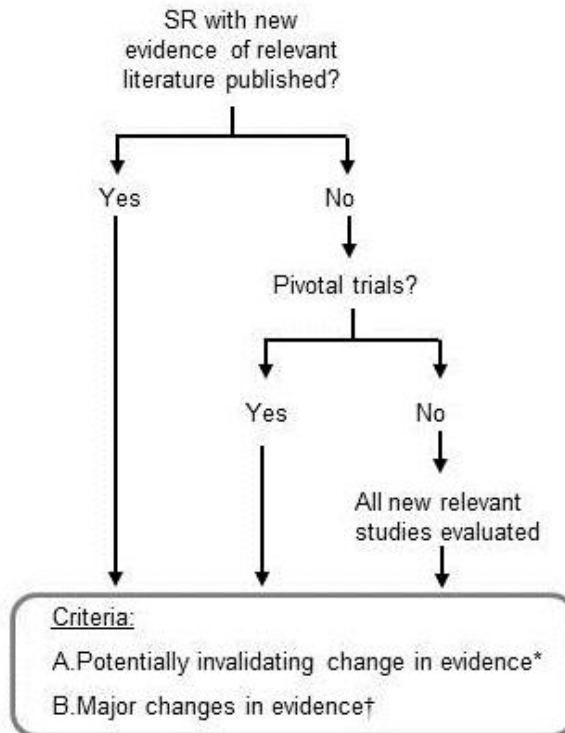 SR with new
evidence of relevant
literature published?
Yes
No
Pivotal trials?
Yes
No
All new relevant
studies evaluated
Criteria:
A.Potentially invalidating change in evidence*
B.Major changes in evidence†